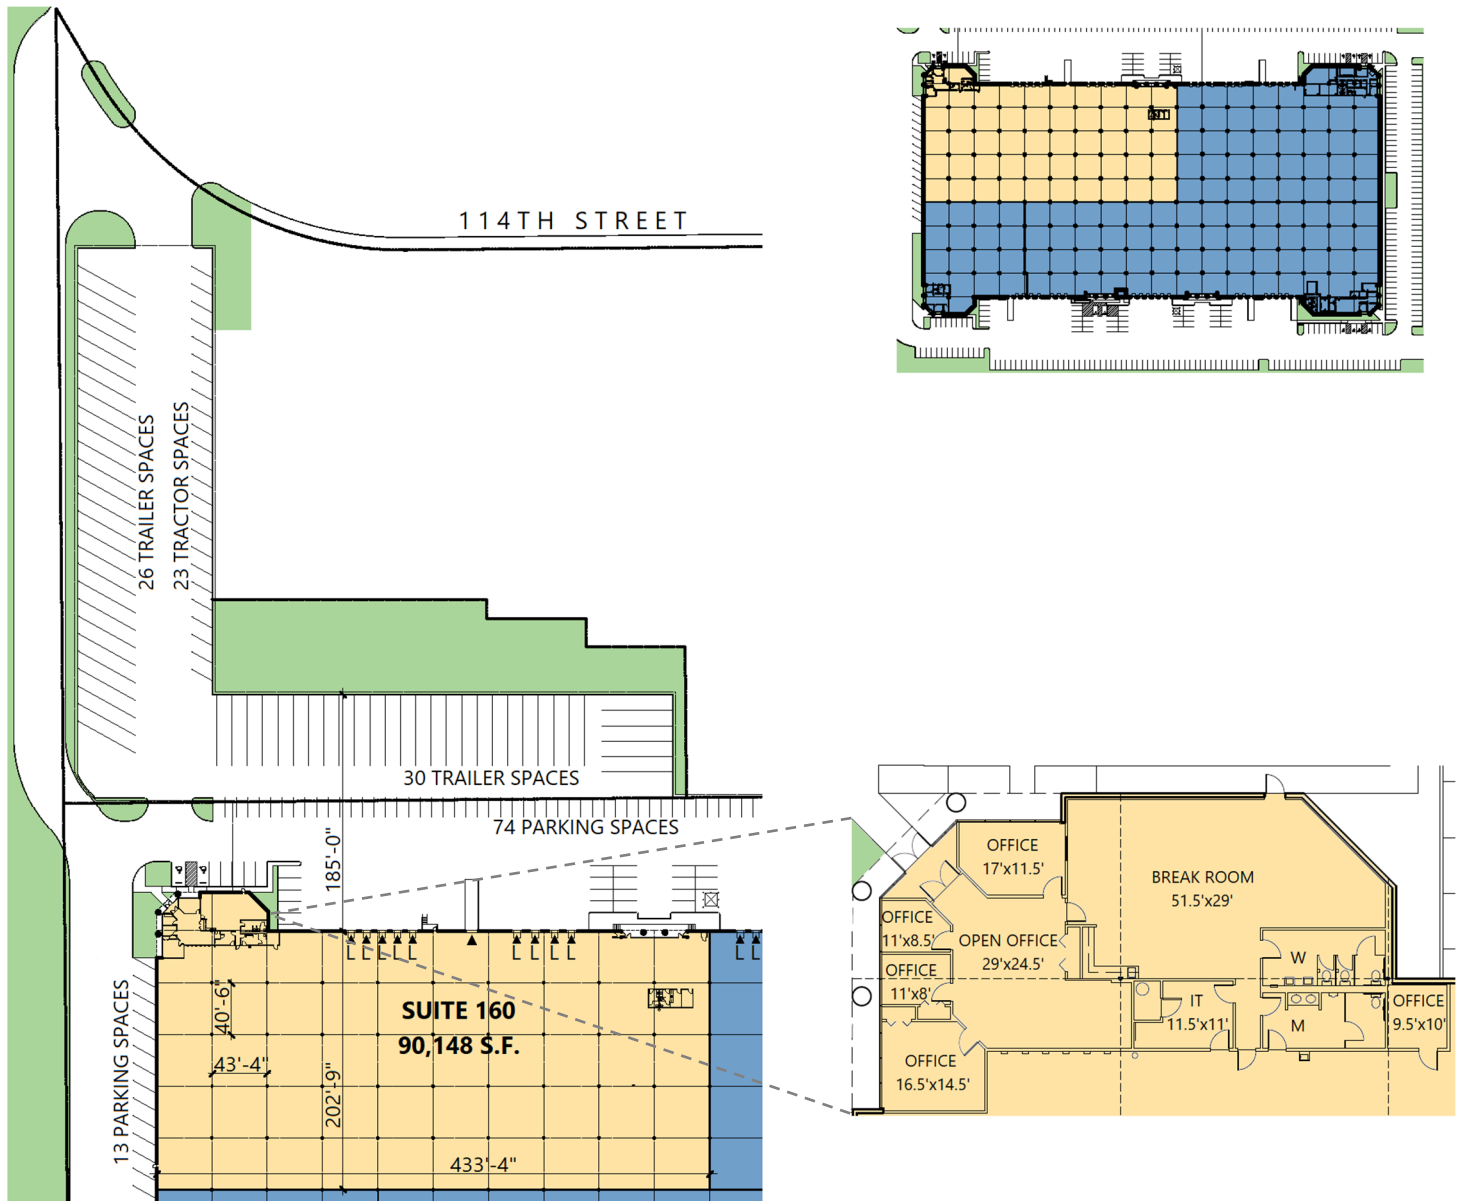 114TH STREET
26 TRAILER SPACES
23 TRACTOR SPACES
30 TRAILER SPACES
74 PARKING SPACES
185'-0"
13 PARKING SPACES
L L L L L
L L L L
L L
SUITE 160
90,148 S.F.
40'-6"
43'-4"
202'-9"
433'-4"
OFFICE
17'x11.5'
BREAK ROOM
51.5'x29'
OFFICE
11'x8.5'
OPEN OFFICE
29'x24.5'
OFFICE
11'x8'
W
IT
11.5'x11'
M
OFFICE
9.5'x10'
OFFICE
16.5'x14.5'